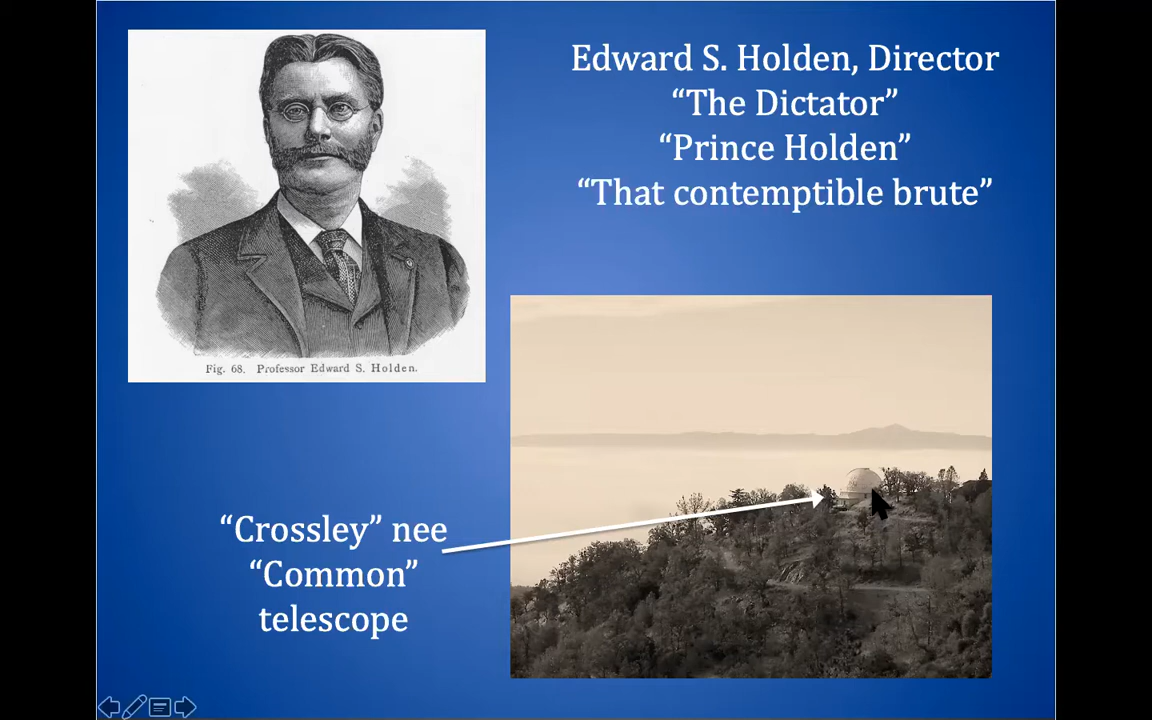 Edward S. Holden, Director
“The Dictator”
“Prince Holden”
“That contemptible brute”
Fig. 68. Professor Edward S. Holden.
“Crossley” nee
“Common”
telescope